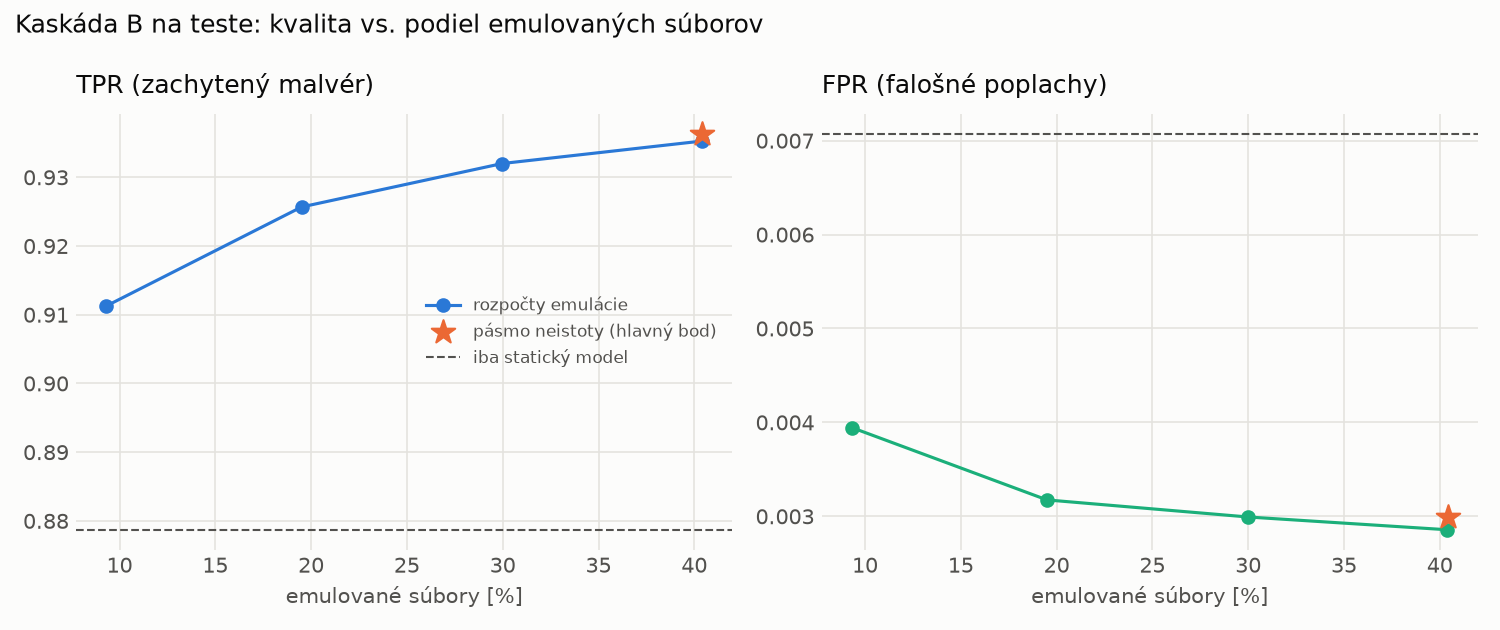 Kaskáda B na teste: kvalita vs. podiel emulovaných súborov
TPR (zachytený malvér)
0.93
0.92
0.91
0.90
0.89
0.88
rozpočty emulácie
pásmo neistoty (hlavný bod)
iba statický model
10 15 20 25 30 35 40
emulované súbory [%]
FPR (falošné poplachy)
0.007
0.006
0.005
0.004
0.003
10 15 20 25 30 35 40
emulované súbory [%]